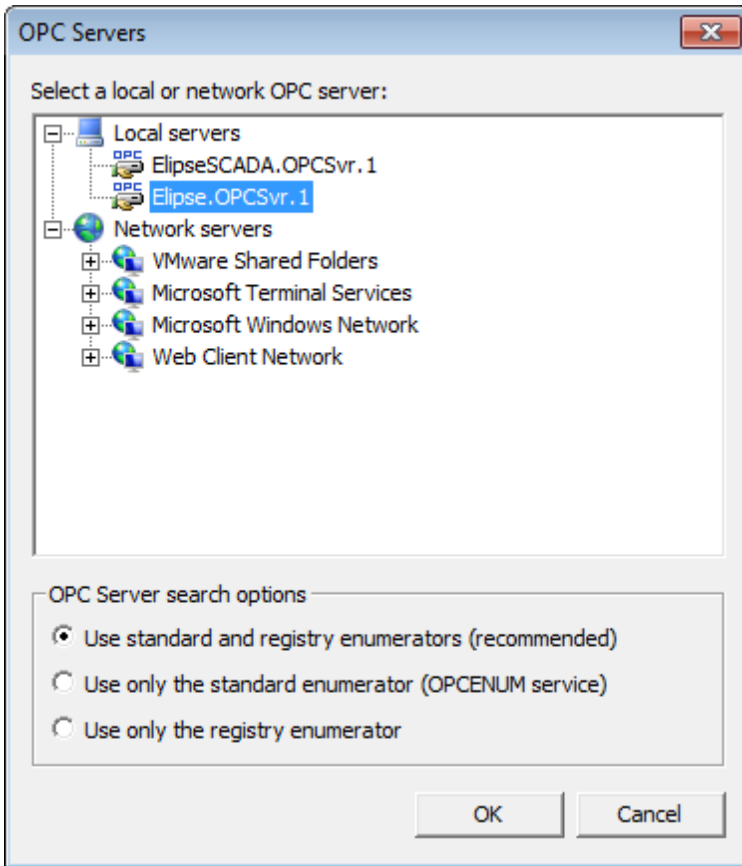 OPC Servers
Select a local or network OPC server:
Local servers
OPC ElipseSCADA.OPCSvr.1
OPC Elipse.OPCSvr.1
Network servers
VMware Shared Folders
Microsoft Terminal Services
Microsoft Windows Network
Web Client Network
OPC Server search options
Use standard and registry enumerators (recommended)
Use only the standard enumerator (OPCENUM service)
Use only the registry enumerator
OK Cancel